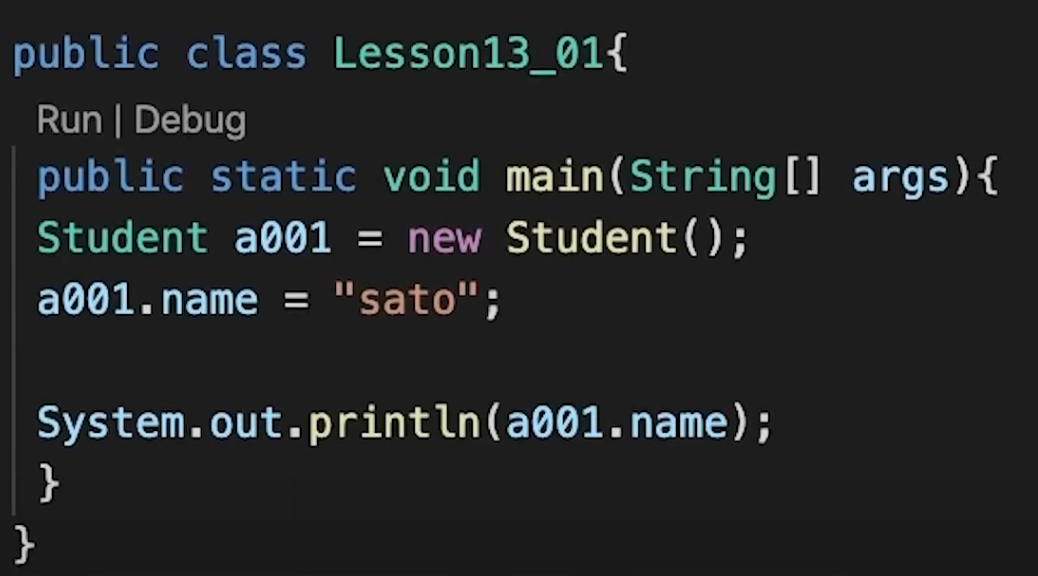 public class Lesson13_01{
Run | Debug
public static void main(String[] args){
Student a001 = new Student();
a001.name = "sato";
System.out.println(a001.name);
}
}